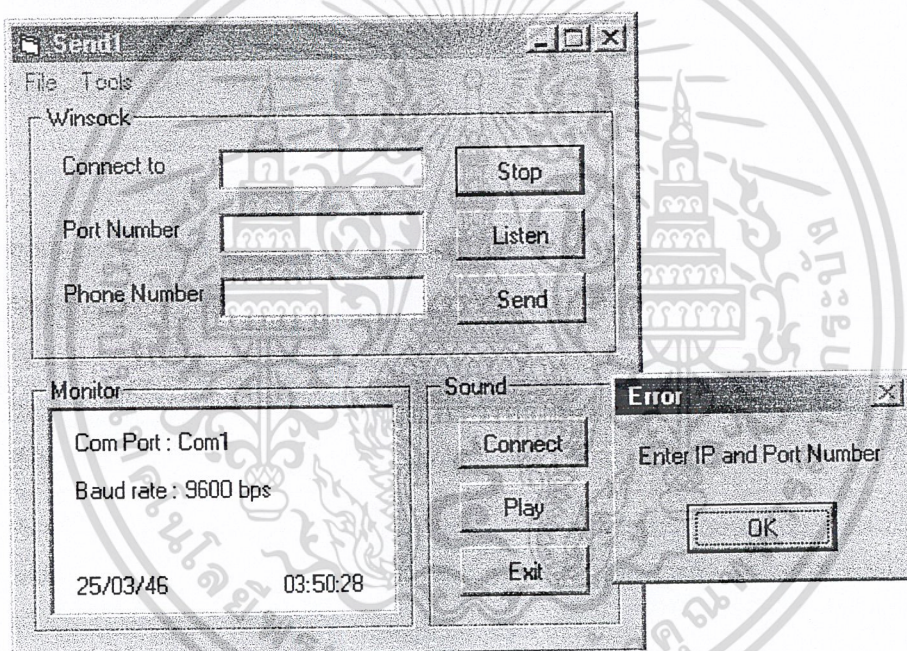 Send1
File Tools
Winsock
Connect to
Stop
Port Number
Listen
Phone Number
Send
Monitor
Com Port : Com1
Baud rate : 9600 bps
25/03/46 03:50:28
Sound
Connect
Play
Exit
Error
Enter IP and Port Number
OK